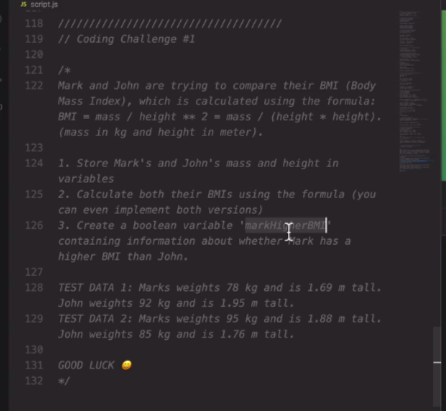 script.js
118 ////////////////////////////////////
119 // Coding Challenge #1
120
121 /*
122 Mark and John are trying to compare their BMI (Body
Mass Index), which is calculated using the formula:
BMI = mass / height ** 2 = mass / (height * height).
(mass in kg and height in meter).
123
124 1. Store Mark's and John's mass and height in
variables
125 2. Calculate both their BMIs using the formula (you
can even implement both versions)
126 3. Create a boolean variable 'markHigherBMI'
containing information about whether Mark has a
higher BMI than John.
127
128 TEST DATA 1: Marks weights 78 kg and is 1.69 m tall.
John weights 92 kg and is 1.95 m tall.
129 TEST DATA 2: Marks weights 95 kg and is 1.88 m tall.
John weights 85 kg and is 1.76 m tall.
130
131 GOOD LUCK 😀
132 */